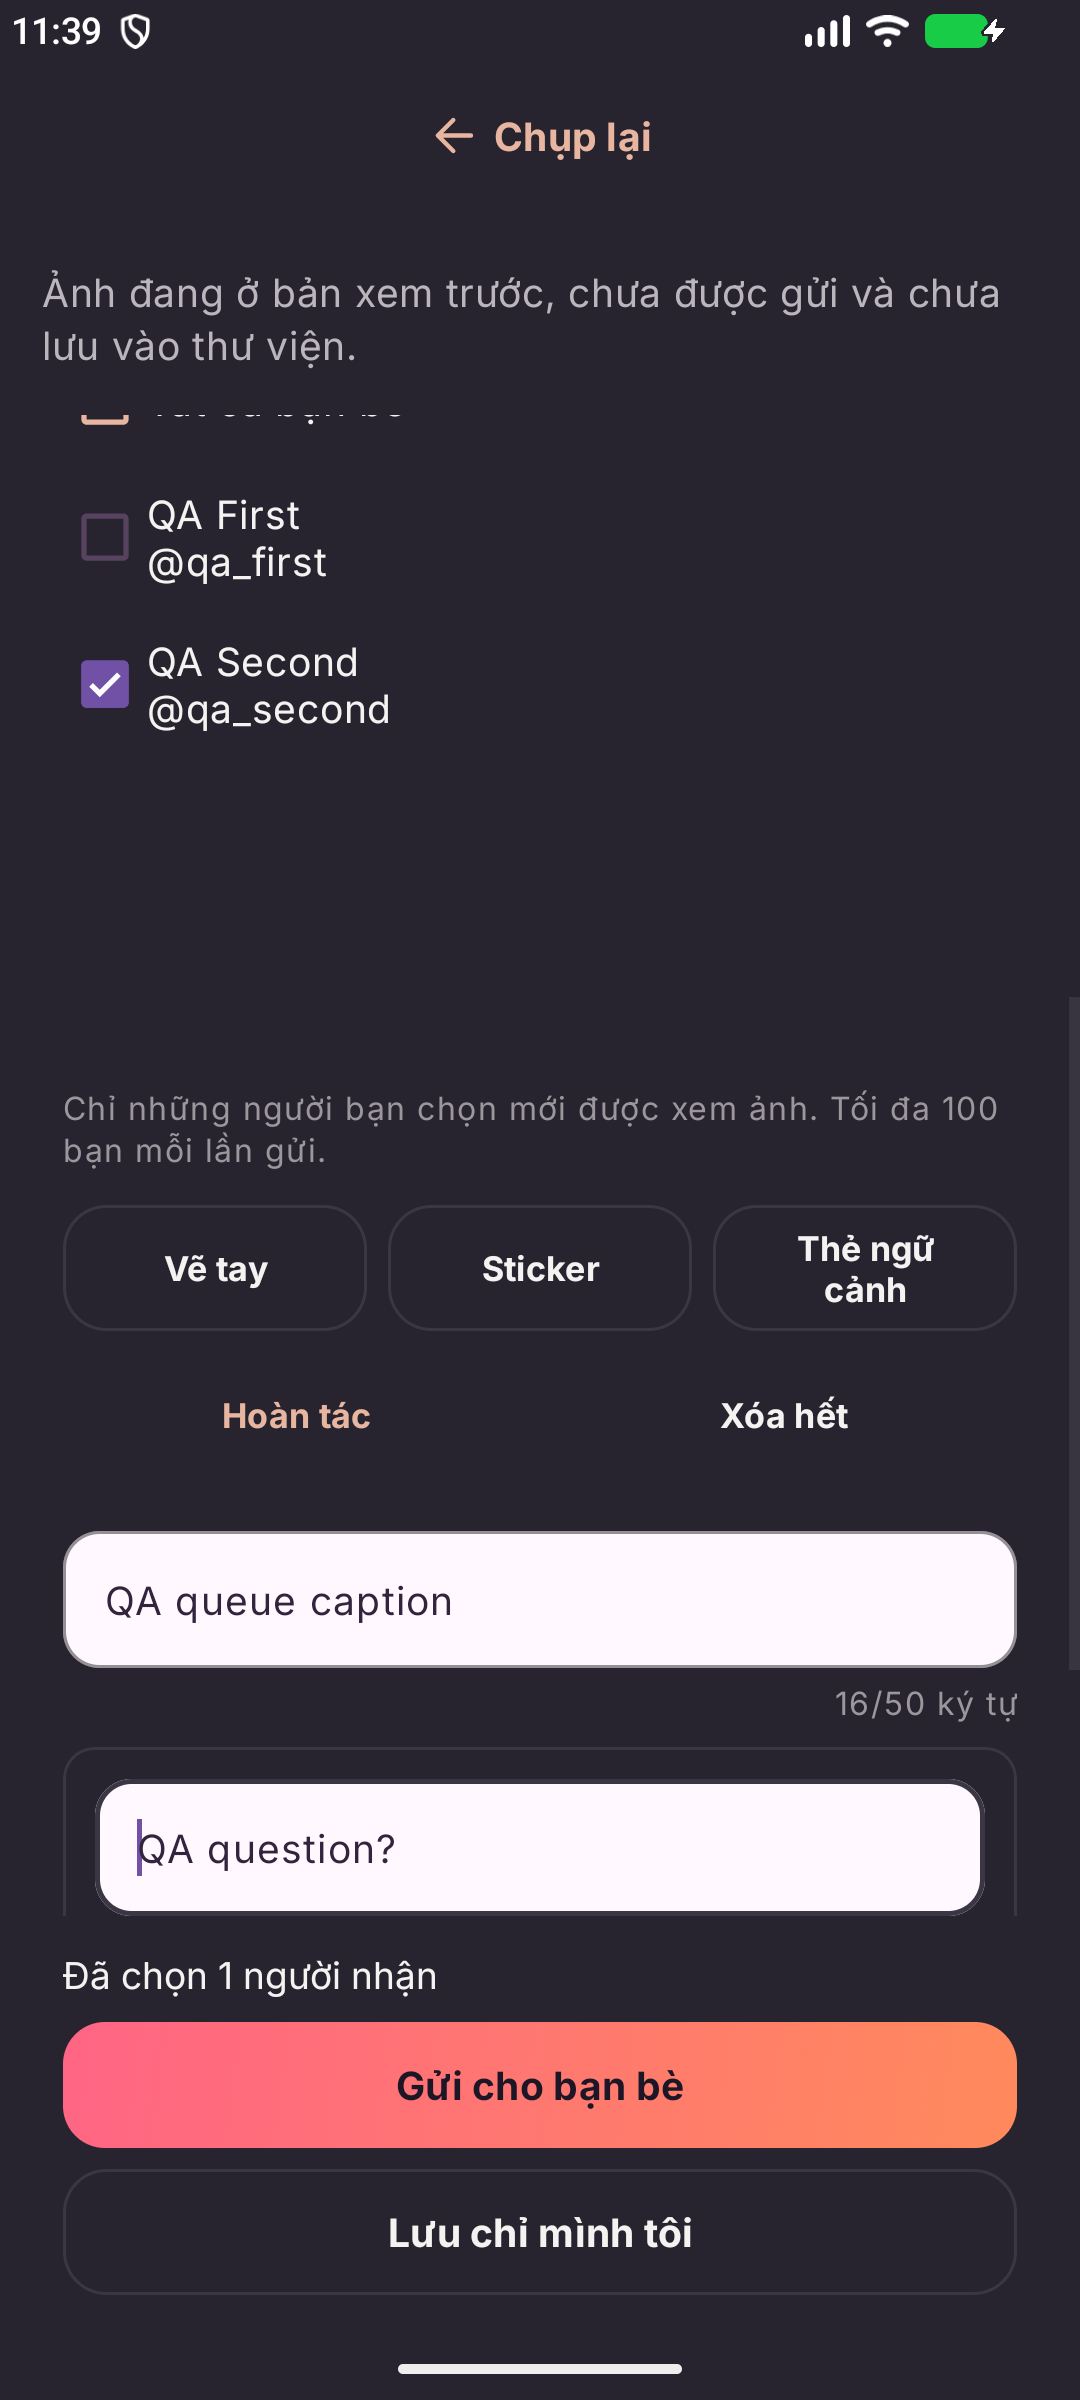 11:39
Chụp lại
Ảnh đang ở bản xem trước, chưa được gửi và chưa
lưu vào thư viện.
QA First
@qa_first
QA Second
@qa_second
Chỉ những người bạn chọn mới được xem ảnh. Tối đa 100
bạn mỗi lần gửi.
Vẽ tay
Sticker
Thẻ ngữ
cảnh
Hoàn tác
Xóa hết
QA queue caption
16/50 ký tự
QA question?
Đã chọn 1 người nhận
Gửi cho bạn bè
Lưu chỉ mình tôi